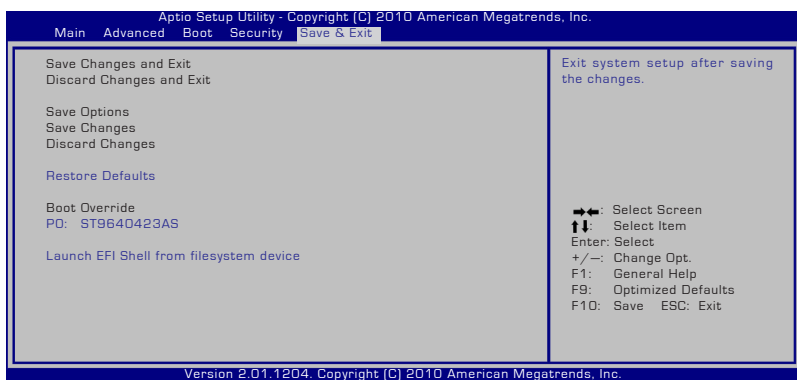 Aptio Setup Utility - Copyright (C) 2010 American Megatrends, Inc.
Main Advanced Boot Security Save & Exit
Save Changes and Exit
Discard Changes and Exit
Save Options
Save Changes
Discard Changes
Restore Defaults
Boot Override
P0: ST9640423AS
Launch EFI Shell from filesystem device
Exit system setup after saving
the changes.
→←: Select Screen
↑↓: Select Item
Enter: Select
+/—: Change Opt.
F1: General Help
F9: Optimized Defaults
F10: Save ESC: Exit
Version 2.01.1204. Copyright (C) 2010 American Megatrends, Inc.